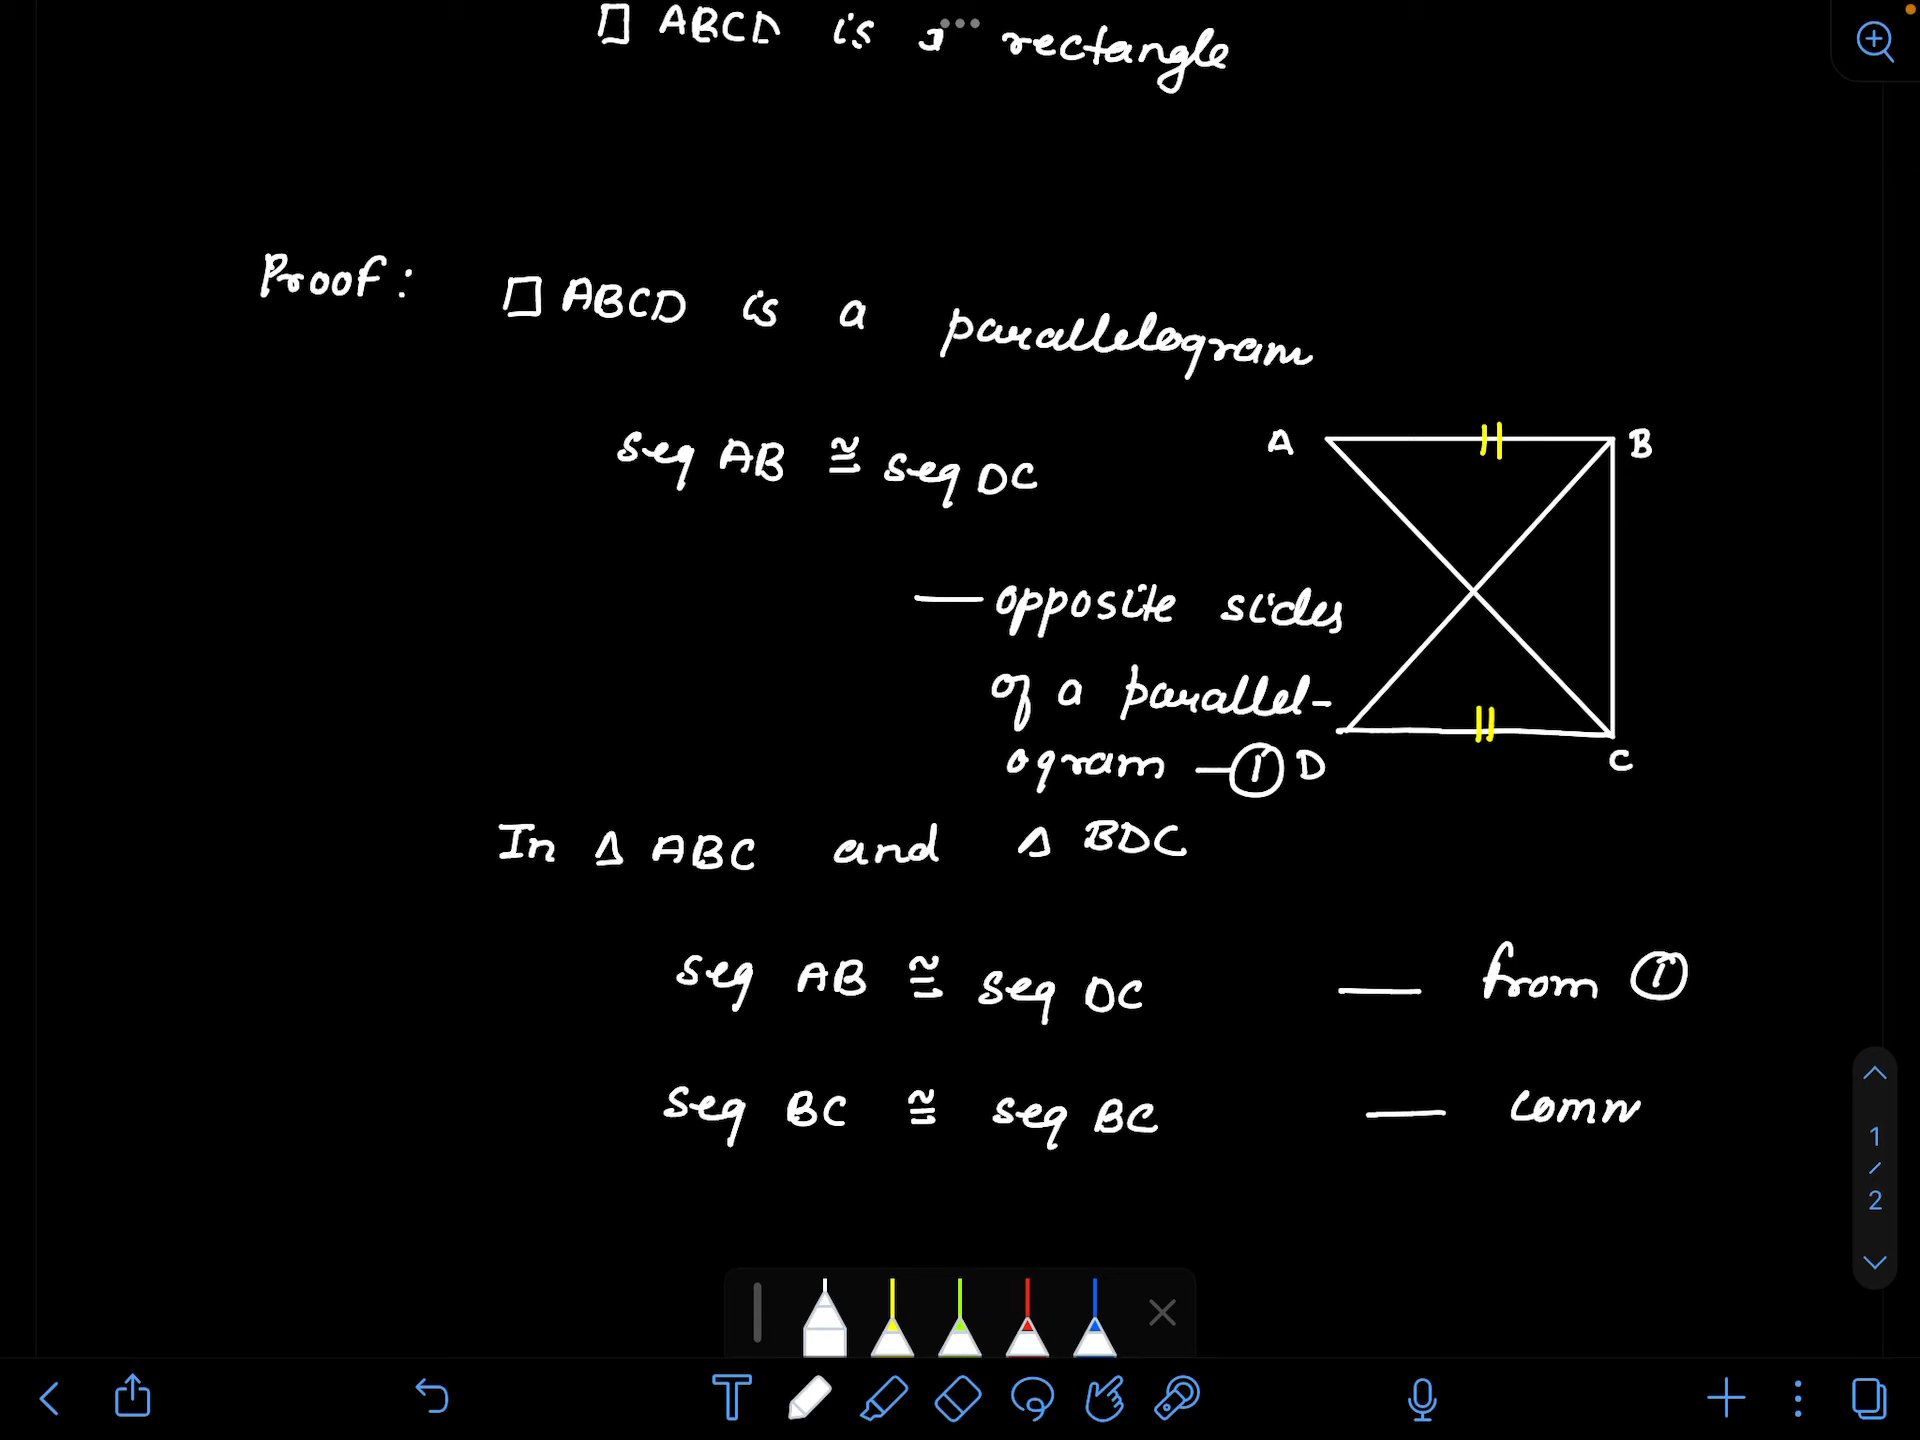 □ ABCD is a rectangle
Proof: □ ABCD is a parallelogram
seg AB ≅ seg DC
A B
— opposite sides
of a parallel-
ogram —① D C
In Δ ABC and Δ BDC
seg AB ≅ seg DC — from ①
seg BC ≅ seg BC — comm
1
/
2
T